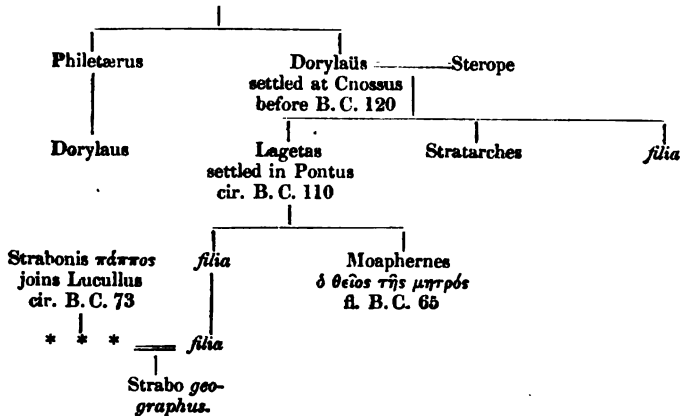 Philetærus Dorylaüs Sterope
settled at Cnossus
before B. C. 120
Dorylaus Lagetas Stratarches filia
settled in Pontus
cir. B. C. 110
Strabonis πάππος filia Moaphernes
joins Lucullus ὁ θεῖος τῆς μητρός
cir. B. C. 73 fl. B. C. 65
* * * filia
Strabo geo-
graphus.